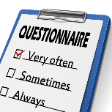 QUESTIONNAIRE
Very often
Sometimes
Always